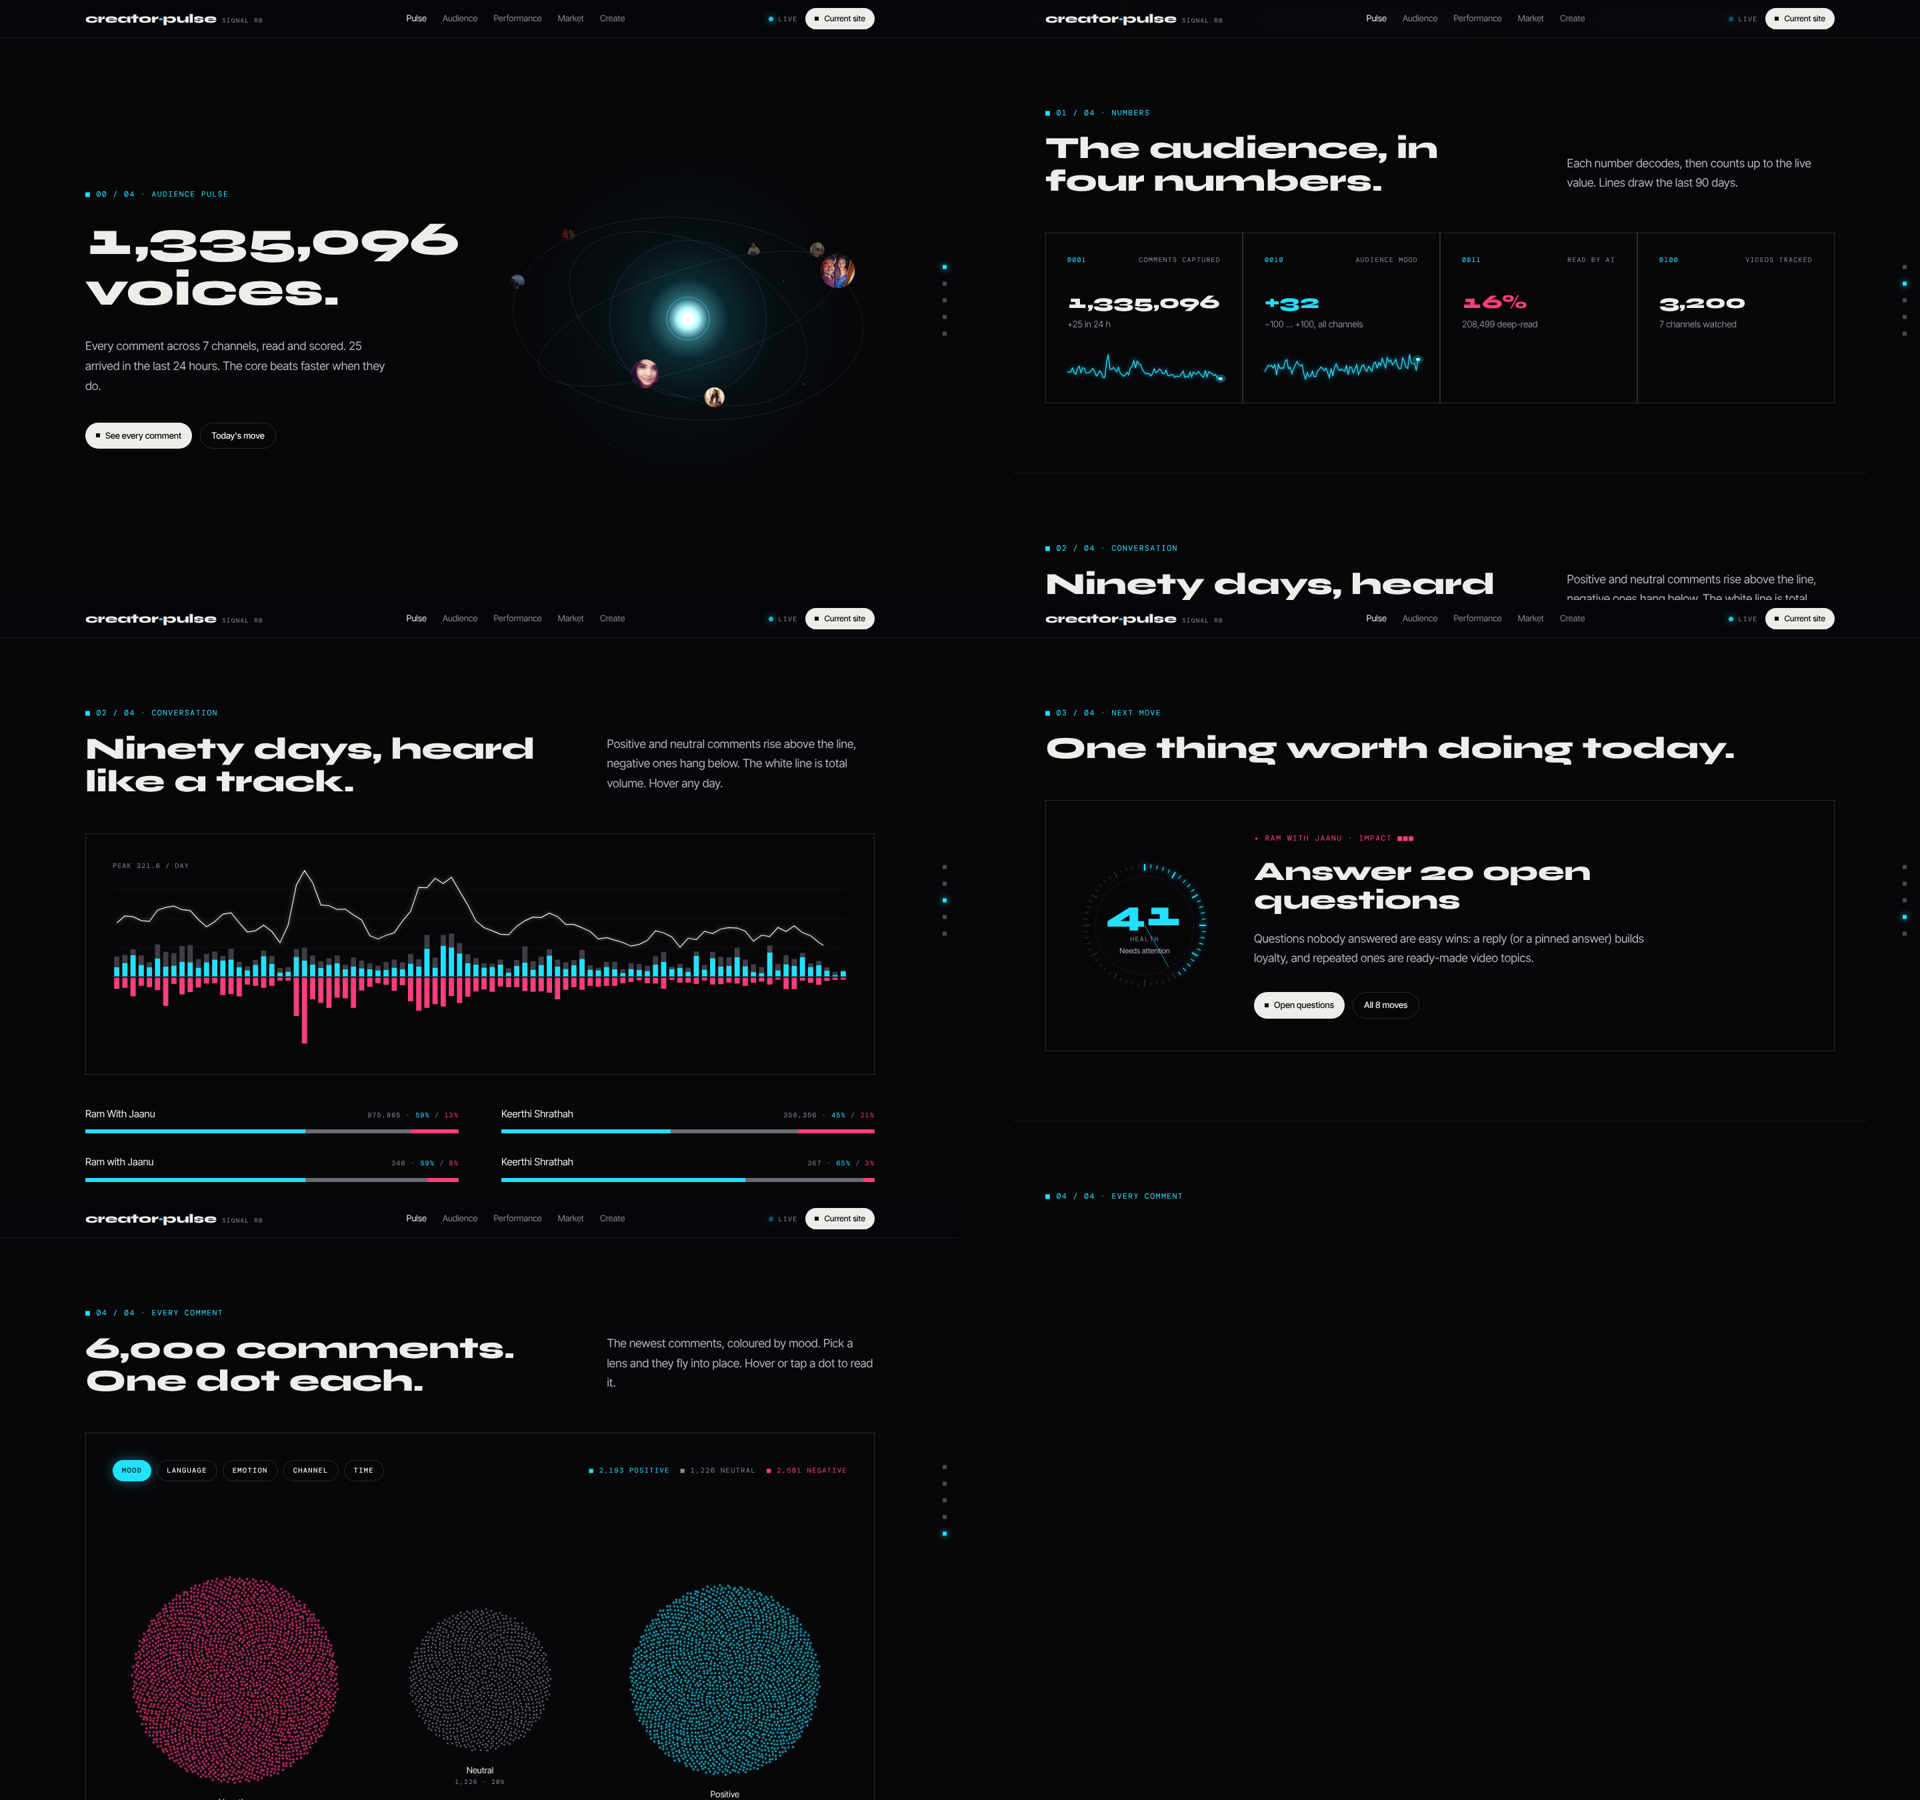 creator·pulse SIGNAL R0
Pulse Audience Performance Market Create
LIVE
Current site
00 / 04 · AUDIENCE PULSE
1,335,096
voices.
Every comment across 7 channels, read and scored. 25
arrived in the last 24 hours. The core beats faster when they
do.
See every comment
Today's move
creator·pulse SIGNAL R0
Pulse Audience Performance Market Create
LIVE
Current site
01 / 04 · NUMBERS
The audience, in
four numbers.
Each number decodes, then counts up to the live
value. Lines draw the last 90 days.
0001 COMMENTS CAPTURED
1,335,096
+25 in 24 h
0010 AUDIENCE MOOD
+32
−100 … +100, all channels
0011 READ BY AI
16%
208,499 deep-read
0100 VIDEOS TRACKED
3,200
7 channels watched
02 / 04 · CONVERSATION
Ninety days, heard
Positive and neutral comments rise above the line,
negative ones hang below. The white line is total
creator·pulse SIGNAL R0
Pulse Audience Performance Market Create
LIVE
Current site
02 / 04 · CONVERSATION
Ninety days, heard
like a track.
Positive and neutral comments rise above the line,
negative ones hang below. The white line is total
volume. Hover any day.
PEAK 321.6 / DAY
Ram With Jaanu 975,865 · 59% / 13%
Keerthi Shrathah 358,356 · 45% / 21%
Ram with Jaanu 346 · 59% / 8%
Keerthi Shrathah 367 · 65% / 3%
creator·pulse SIGNAL R0
Pulse Audience Performance Market Create
LIVE
Current site
03 / 04 · NEXT MOVE
One thing worth doing today.
41
HEALTH
Needs attention
RAM WITH JAANU · IMPACT
Answer 20 open
questions
Questions nobody answered are easy wins: a reply (or a pinned answer) builds
loyalty, and repeated ones are ready-made video topics.
Open questions
All 8 moves
04 / 04 · EVERY COMMENT
creator·pulse SIGNAL R0
Pulse Audience Performance Market Create
LIVE
Current site
04 / 04 · EVERY COMMENT
6,000 comments.
One dot each.
The newest comments, coloured by mood. Pick a
lens and they fly into place. Hover or tap a dot to read
it.
MOOD LANGUAGE EMOTION CHANNEL TIME
2,193 POSITIVE 1,226 NEUTRAL 2,581 NEGATIVE
Neutral
1,226 · 20%
Positive